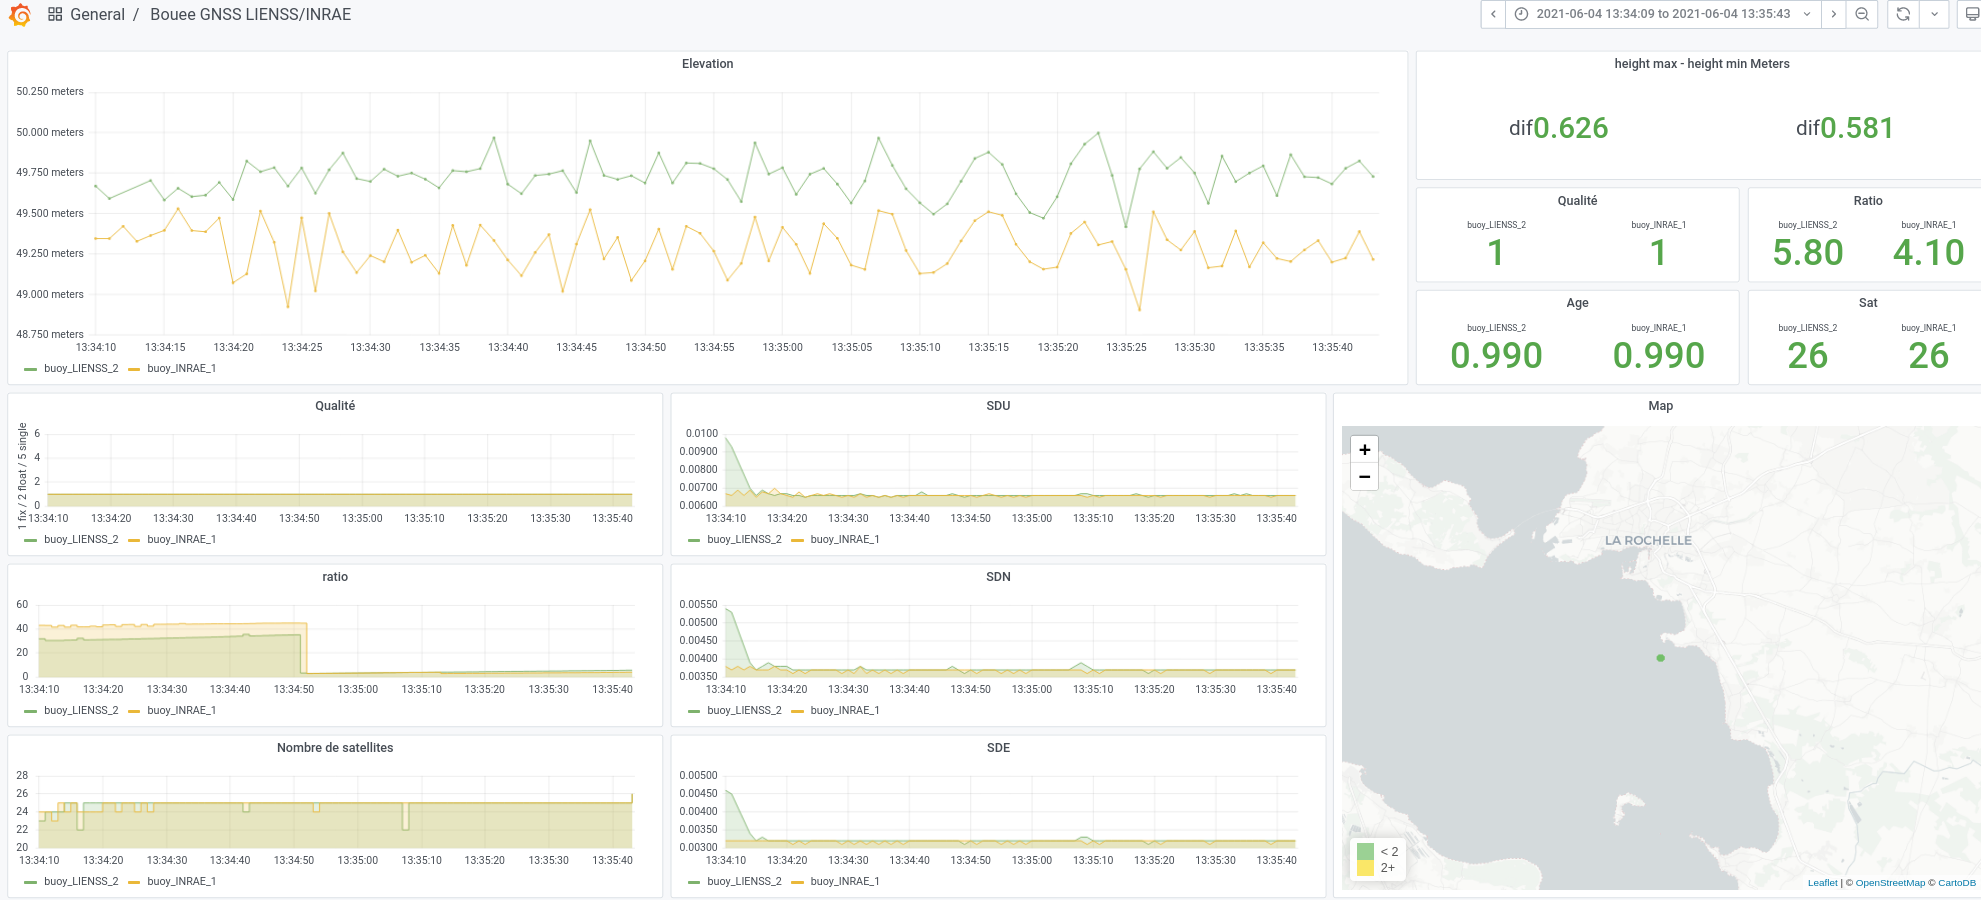 General / Bouee GNSS LIENSS/INRAE
2021-06-04 13:34:09 to 2021-06-04 13:35:43
Elevation
50.250 meters
50.000 meters
49.750 meters
49.500 meters
49.250 meters
49.000 meters
48.750 meters
13:34:10 13:34:15 13:34:20 13:34:25 13:34:30 13:34:35 13:34:40 13:34:45 13:34:50 13:34:55 13:35:00 13:35:05 13:35:10 13:35:15 13:35:20 13:35:25 13:35:30 13:35:35 13:35:40
buoy_LIENSS_2 buoy_INRAE_1
height max - height min Meters
dif0.626 dif0.581
Qualité
buoy_LIENSS_2 buoy_INRAE_1
1 1
Ratio
buoy_LIENSS_2 buoy_INRAE_1
5.80 4.10
Age
buoy_LIENSS_2 buoy_INRAE_1
0.990 0.990
Sat
buoy_LIENSS_2 buoy_INRAE_1
26 26
Qualité
1 fix / 2 float / 5 single
6
4
2
0
13:34:10 13:34:20 13:34:30 13:34:40 13:34:50 13:35:00 13:35:10 13:35:20 13:35:30 13:35:40
buoy_LIENSS_2 buoy_INRAE_1
SDU
0.0100
0.00900
0.00800
0.00700
0.00600
13:34:10 13:34:20 13:34:30 13:34:40 13:34:50 13:35:00 13:35:10 13:35:20 13:35:30 13:35:40
buoy_LIENSS_2 buoy_INRAE_1
ratio
60
40
20
0
13:34:10 13:34:20 13:34:30 13:34:40 13:34:50 13:35:00 13:35:10 13:35:20 13:35:30 13:35:40
buoy_LIENSS_2 buoy_INRAE_1
SDN
0.00550
0.00500
0.00450
0.00400
0.00350
13:34:10 13:34:20 13:34:30 13:34:40 13:34:50 13:35:00 13:35:10 13:35:20 13:35:30 13:35:40
buoy_LIENSS_2 buoy_INRAE_1
Nombre de satellites
28
26
24
22
20
13:34:10 13:34:20 13:34:30 13:34:40 13:34:50 13:35:00 13:35:10 13:35:20 13:35:30 13:35:40
buoy_LIENSS_2 buoy_INRAE_1
SDE
0.00500
0.00450
0.00400
0.00350
0.00300
13:34:10 13:34:20 13:34:30 13:34:40 13:34:50 13:35:00 13:35:10 13:35:20 13:35:30 13:35:40
buoy_LIENSS_2 buoy_INRAE_1
Map
+
−
LA ROCHELLE
< 2
2+
Leaflet | © OpenStreetMap © CartoDB